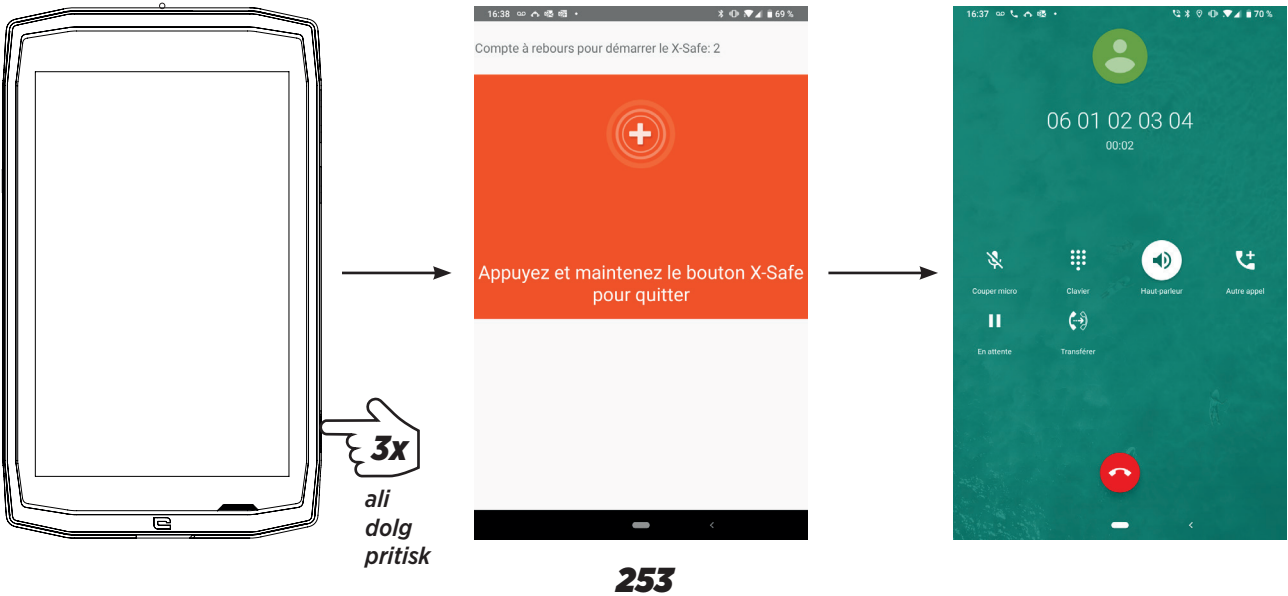 3x
ali
dolg
pritisk
16:38
69 %
Compte à rebours pour démarrer le X-Safe: 2
Appuyez et maintenez le bouton X-Safe
pour quitter
16:37
70 %
06 01 02 03 04
00:02
Couper micro
Clavier
Haut-parleur
Autre appel
En attente
Transférer
253